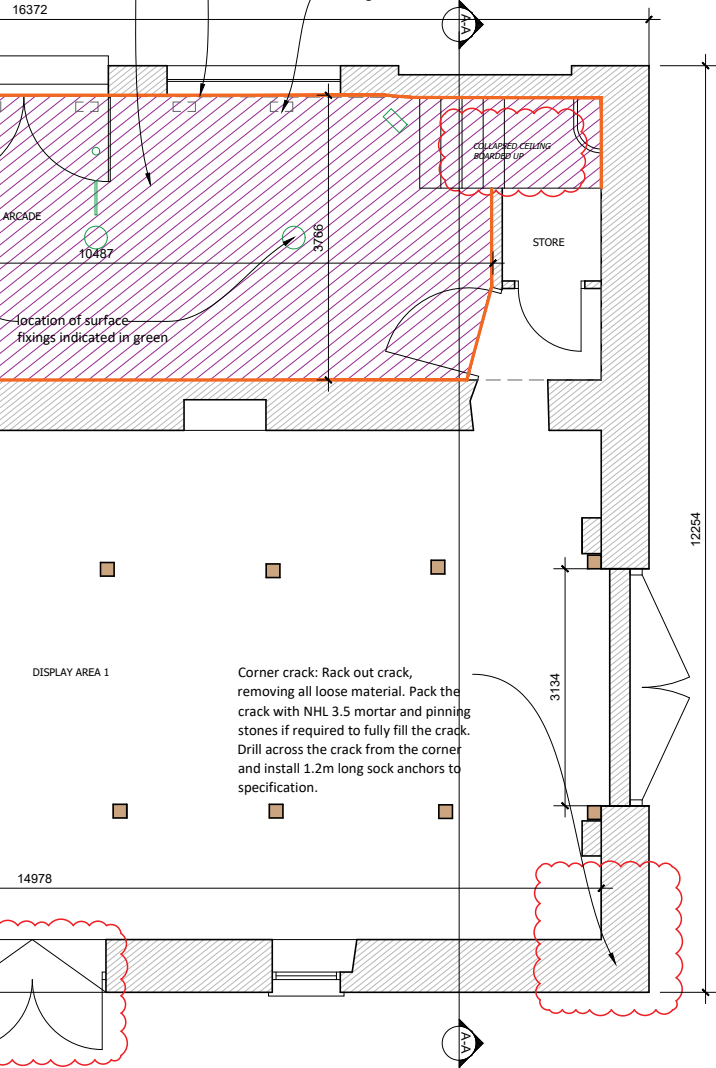 16372
A-A
COLLAPSED CEILING
BOARDED UP
ARCADE
STORE
3766
10487
location of surface
fixings indicated in green
12254
DISPLAY AREA 1
Corner crack: Rack out crack,
removing all loose material. Pack the
crack with NHL 3.5 mortar and pinning
stones if required to fully fill the crack.
Drill across the crack from the corner
and install 1.2m long sock anchors to
specification.
3134
14978
A-A